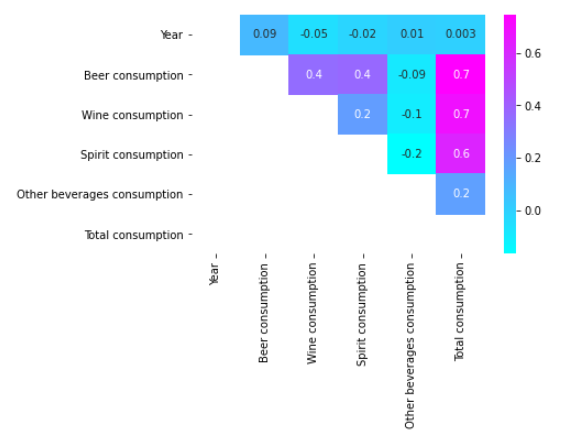 Year 0.09 -0.05 -0.02 0.01 0.003
Beer consumption 0.4 0.4 -0.09 0.7
Wine consumption 0.2 -0.1 0.7
Spirit consumption -0.2 0.6
Other beverages consumption 0.2
Total consumption
Year
Beer consumption
Wine consumption
Spirit consumption
Other beverages consumption
Total consumption
0.6
0.4
0.2
0.0